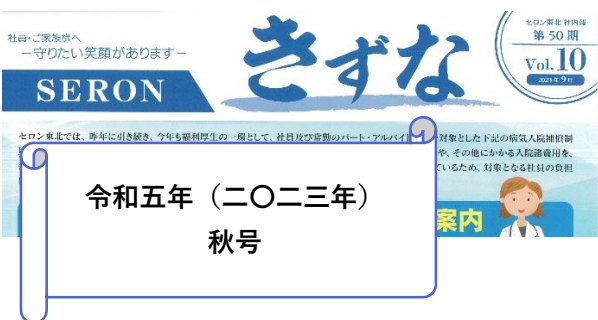 社員・ご家族様へ
－守りたい笑顔があります－
SERON
きずな
セロン東北 社内報
第 50 期
Vol.10
2023年9月
セロン東北では、昨年に引き続き、今年も福利厚生の一環として、社員及び常勤のパート・アルバイ
対象とした下記の病気入院補償制
や、その他にかかる入院諸費用を、
ているため、対象となる社員の負担
令和五年（二〇二三年）
秋号
案内